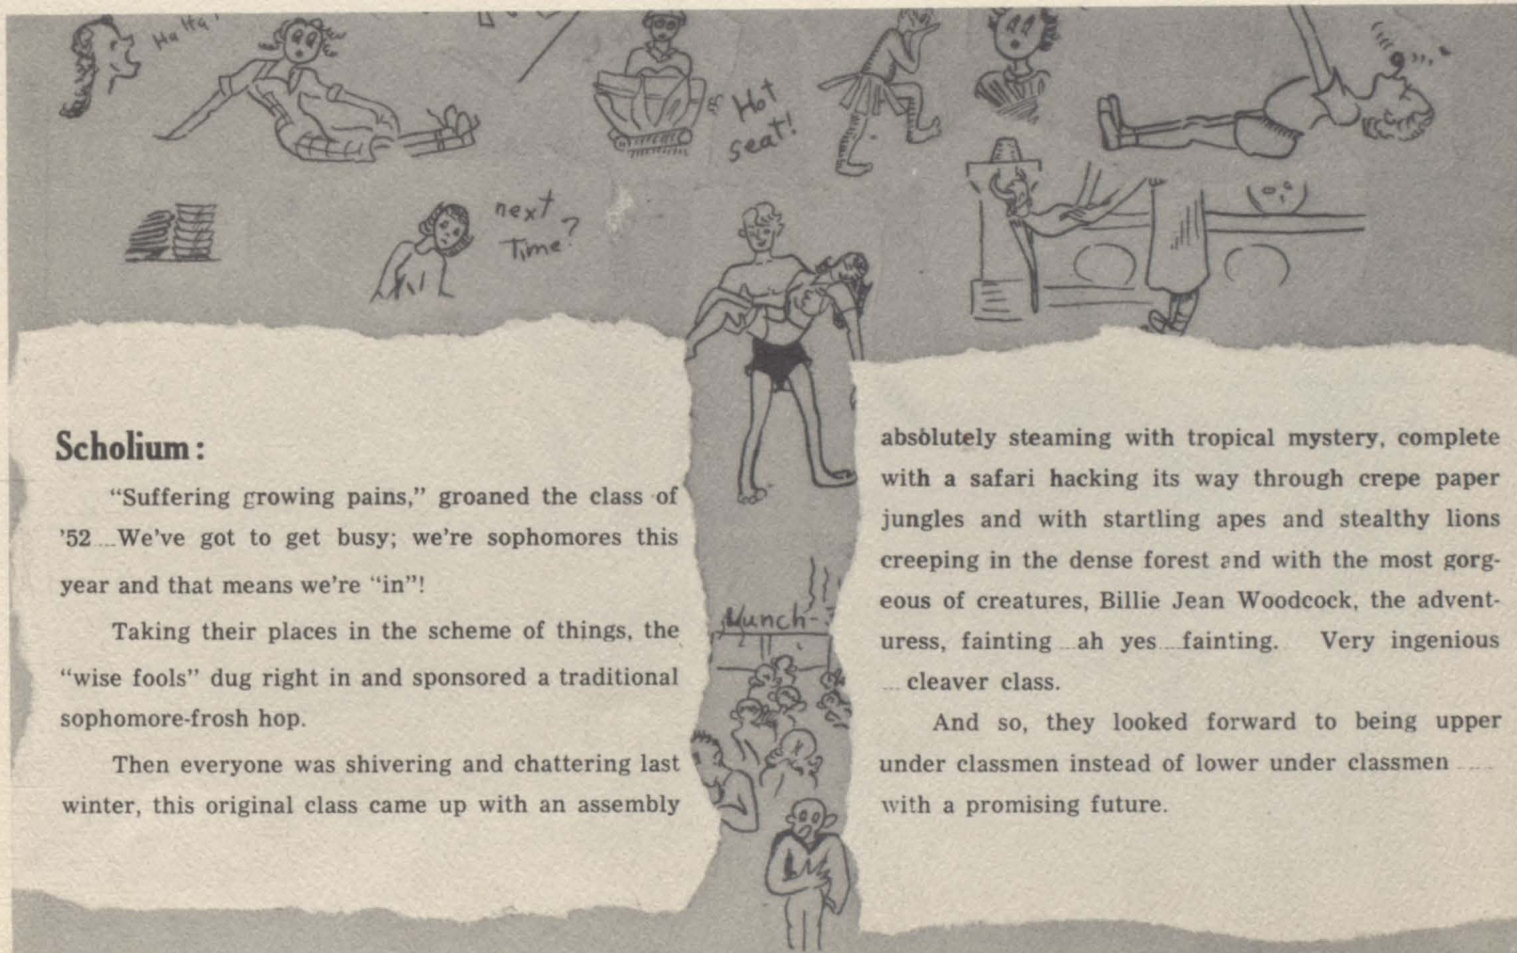 Ha Ha!
Hot
seat!
next
Time?
Scholium:
"Suffering growing pains," groaned the class of
'52 ... We've got to get busy; we're sophomores this
year and that means we're "in"!
Taking their places in the scheme of things, the
"wise fools" dug right in and sponsored a traditional
sophomore-frosh hop.
Then everyone was shivering and chattering last
winter, this original class came up with an assembly
Munch-
absolutely steaming with tropical mystery, complete
with a safari hacking its way through crepe paper
jungles and with startling apes and stealthy lions
creeping in the dense forest and with the most gorg-
eous of creatures, Billie Jean Woodcock, the advent-
uress, fainting ... ah yes ... fainting. Very ingenious
... cleaver class.
And so, they looked forward to being upper
under classmen instead of lower under classmen ....
with a promising future.